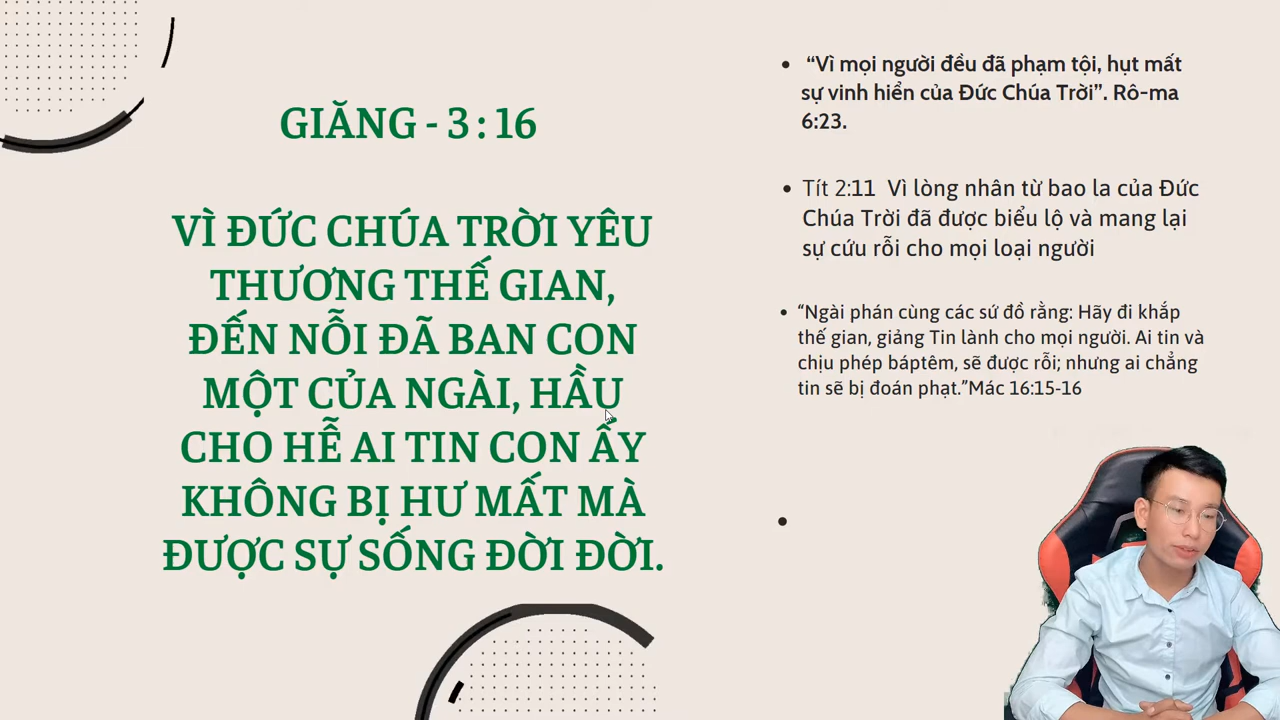 GIĂNG - 3 : 16
VÌ ĐỨC CHÚA TRỜI YÊU
THƯƠNG THẾ GIAN,
ĐẾN NỖI ĐÃ BAN CON
MỘT CỦA NGÀI, HẦU
CHO HỄ AI TIN CON ẤY
KHÔNG BỊ HƯ MẤT MÀ
ĐƯỢC SỰ SỐNG ĐỜI ĐỜI.
• “Vì mọi người đều đã phạm tội, hụt mất
sự vinh hiển của Đức Chúa Trời”. Rô-ma
6:23.
• Tít 2:11 Vì lòng nhân từ bao la của Đức
Chúa Trời đã được biểu lộ và mang lại
sự cứu rỗi cho mọi loại người
• “Ngài phán cùng các sứ đồ rằng: Hãy đi khắp
thế gian, giảng Tin lành cho mọi người. Ai tin và
chịu phép báptêm, sẽ được rỗi; nhưng ai chẳng
tin sẽ bị đoán phạt.”Mác 16:15-16